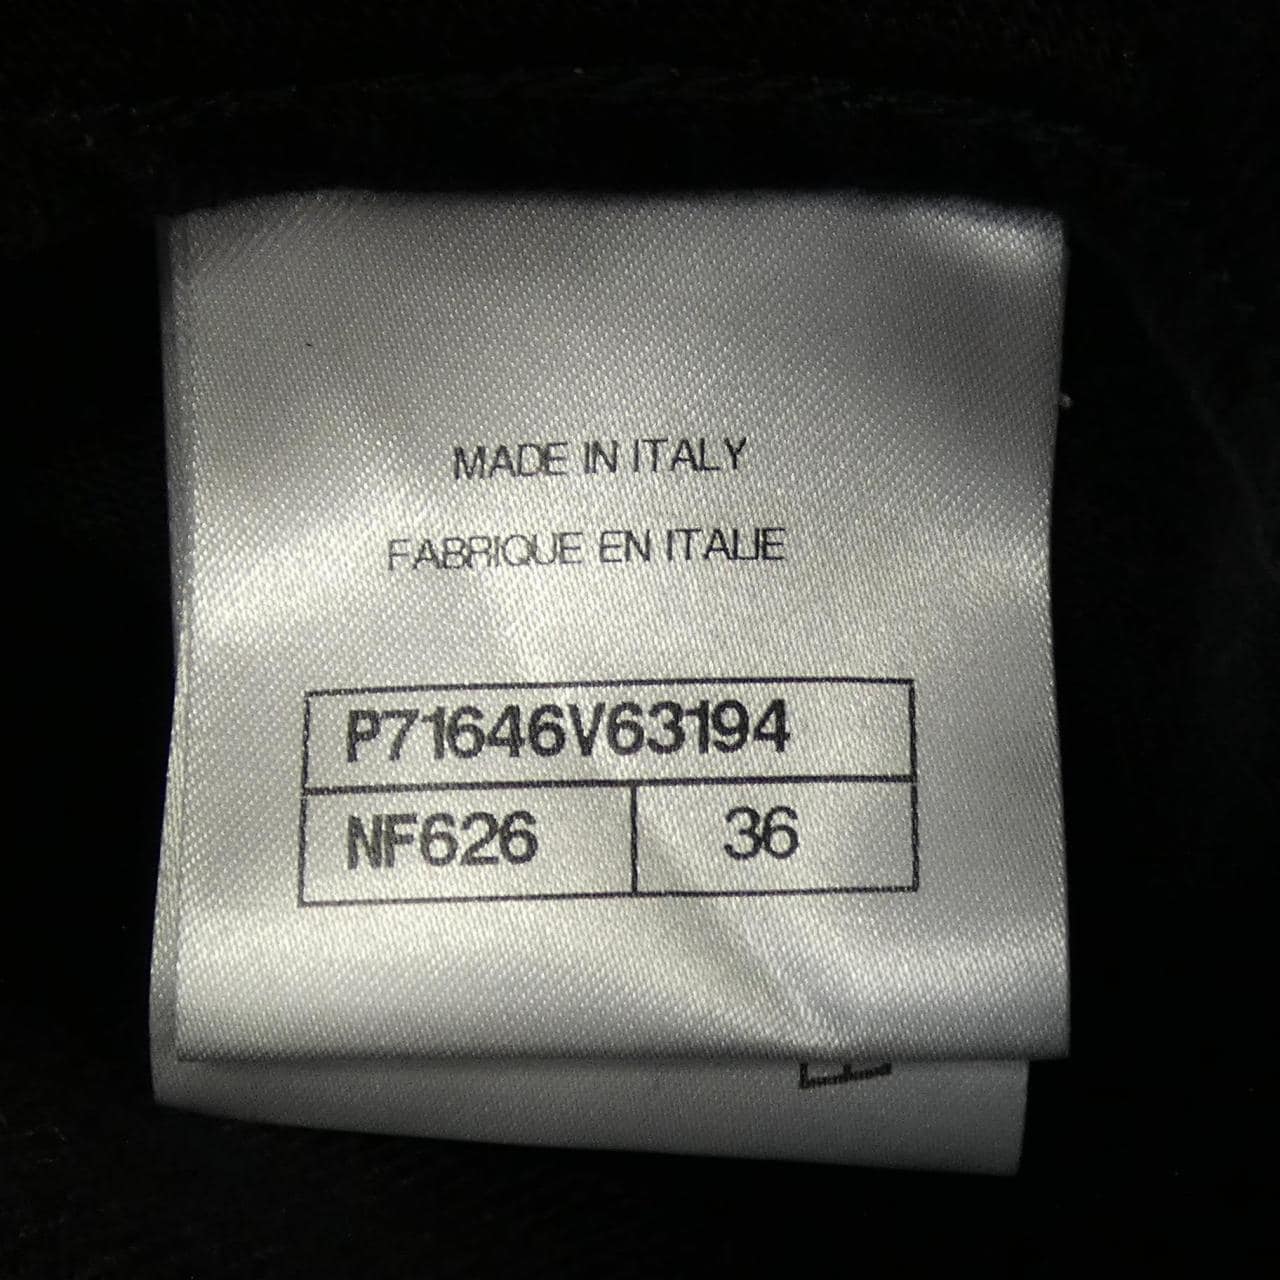 MADE IN ITALY
FABRIQUE EN ITALIE
P71646V63194
NF626 36